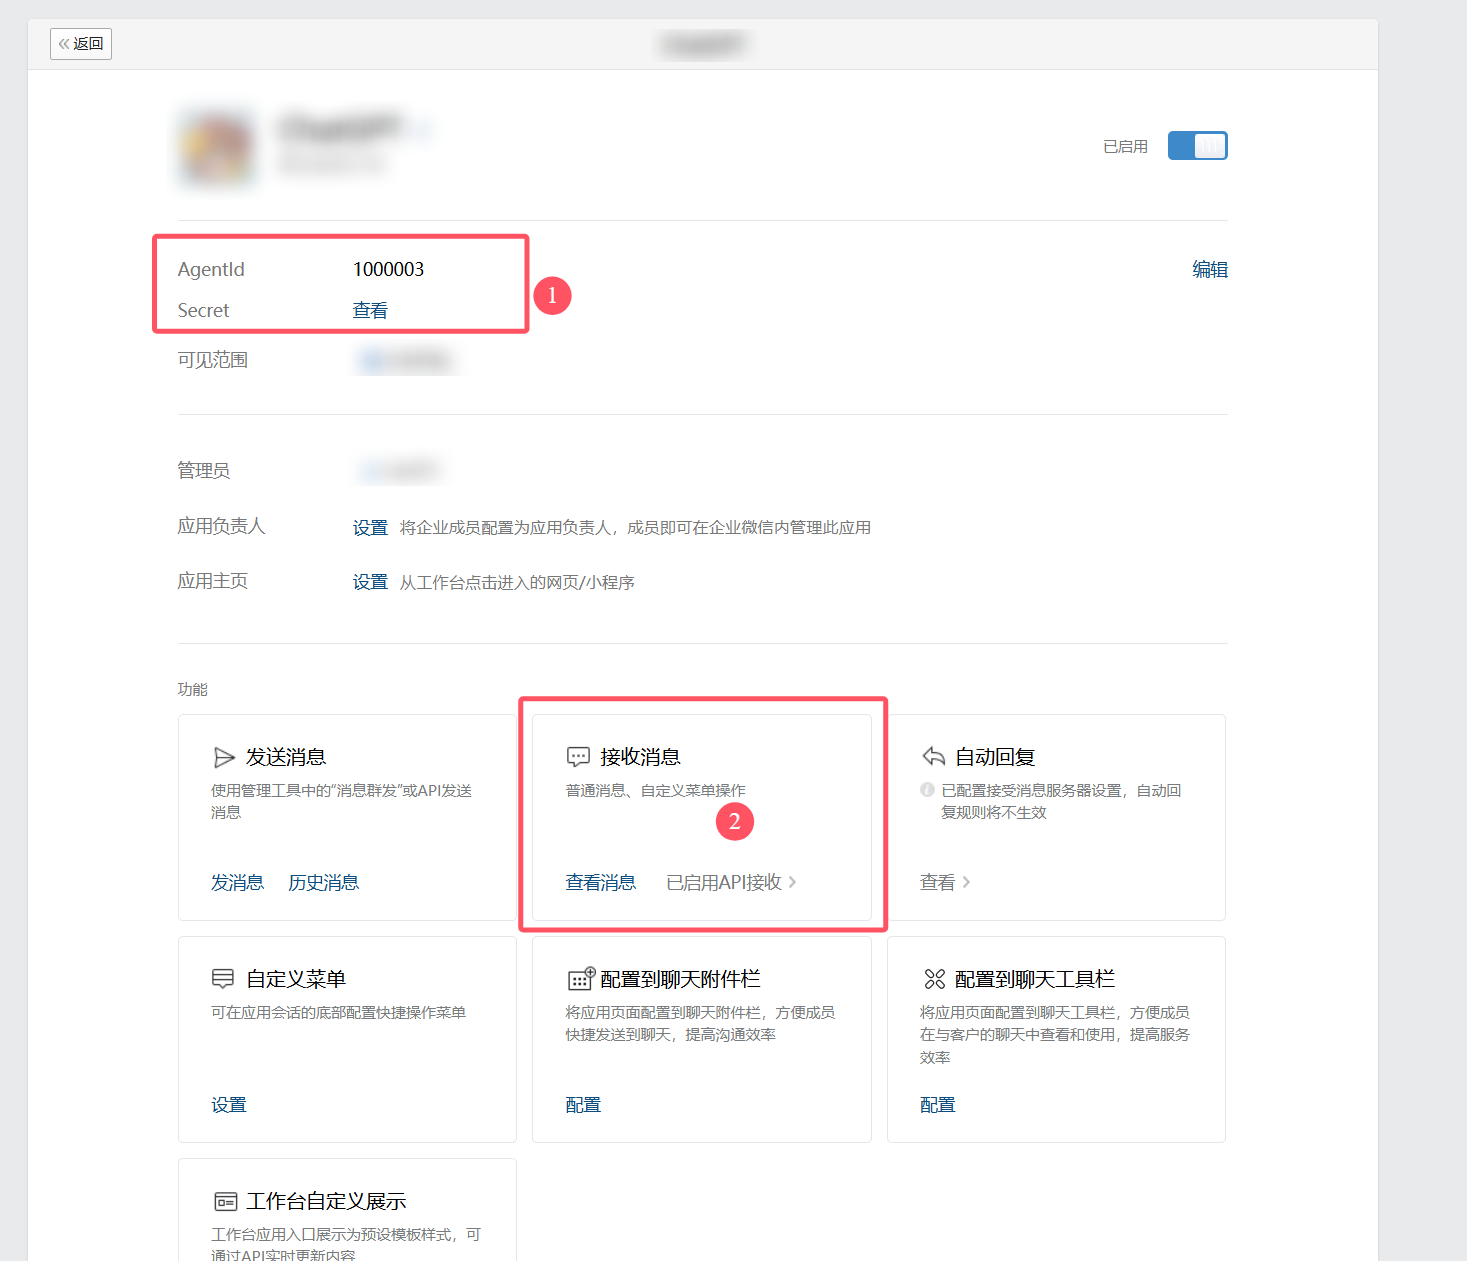 返回
已启用
AgentId 1000003 编辑
Secret 查看
1
可见范围
管理员
应用负责人 设置 将企业成员配置为应用负责人，成员即可在企业微信内管理此应用
应用主页 设置 从工作台点击进入的网页/小程序
功能
发送消息
使用管理工具中的“消息群发”或API发送
消息
发消息 历史消息
接收消息
普通消息、自定义菜单操作
2
查看消息 已启用API接收
自动回复
已配置接受消息服务器设置，自动回
复规则将不生效
查看
自定义菜单
可在应用会话的底部配置快捷操作菜单
设置
配置到聊天附件栏
将应用页面配置到聊天附件栏，方便成员
快捷发送到聊天，提高沟通效率
配置
配置到聊天工具栏
将应用页面配置到聊天工具栏，方便成员
在与客户的聊天中查看和使用，提高服务
效率
配置
工作台自定义展示
工作台应用入口展示为预设模板样式，可
通过API实时更新内容